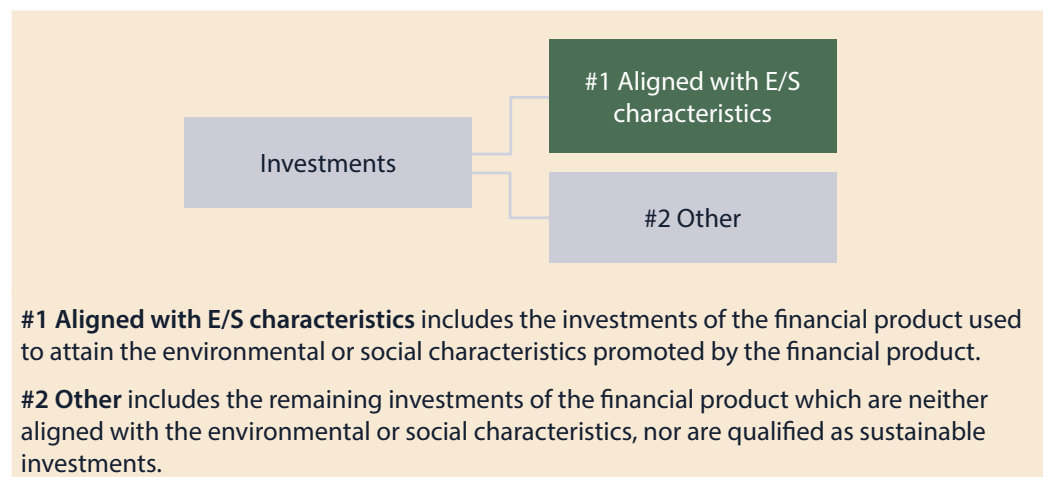 #1 Aligned with E/S
characteristics
Investments
#2 Other
#1 Aligned with E/S characteristics includes the investments of the financial product used
to attain the environmental or social characteristics promoted by the financial product.
#2 Other includes the remaining investments of the financial product which are neither
aligned with the environmental or social characteristics, nor are qualified as sustainable
investments.